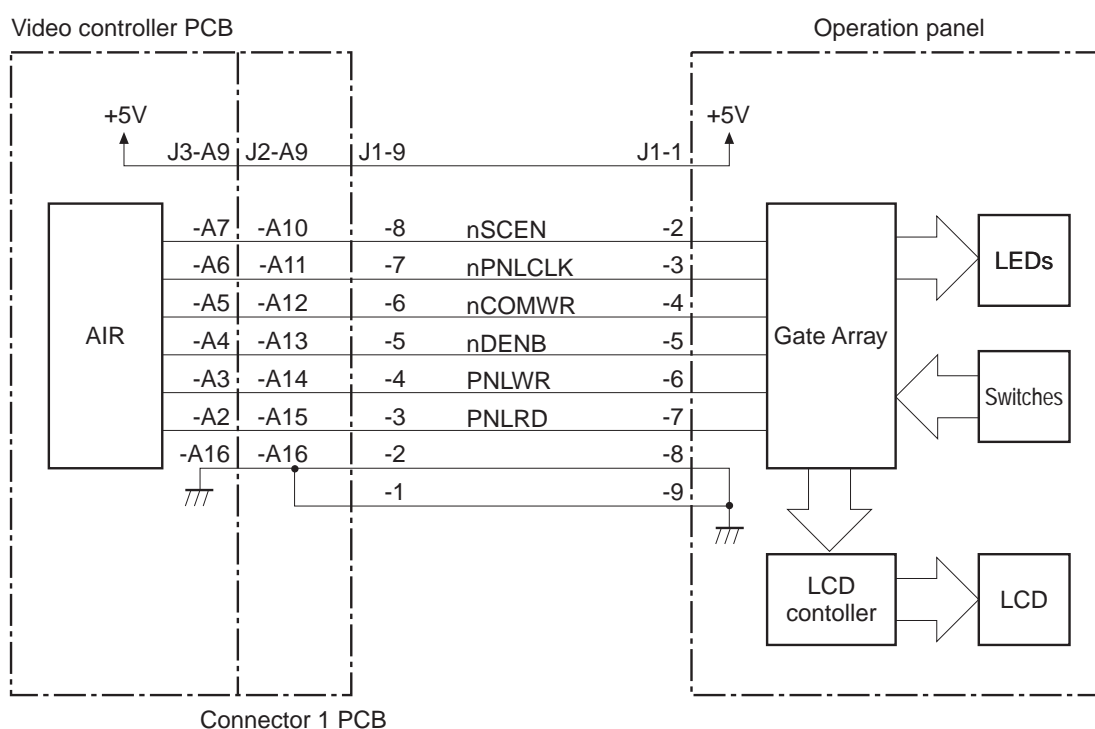 Video controller PCB
Operation panel
+5V
+5V
J3-A9 J2-A9 J1-9 J1-1
-A7 -A10 -8 nSCEN -2
-A6 -A11 -7 nPNLCLK -3
-A5 -A12 -6 nCOMWR -4
-A4 -A13 -5 nDENB -5
-A3 -A14 -4 PNLWR -6
-A2 -A15 -3 PNLRD -7
-A16 -A16 -2 -8
-1 -9
AIR
Gate Array
LEDs
Switches
LCD
contoller
LCD
Connector 1 PCB